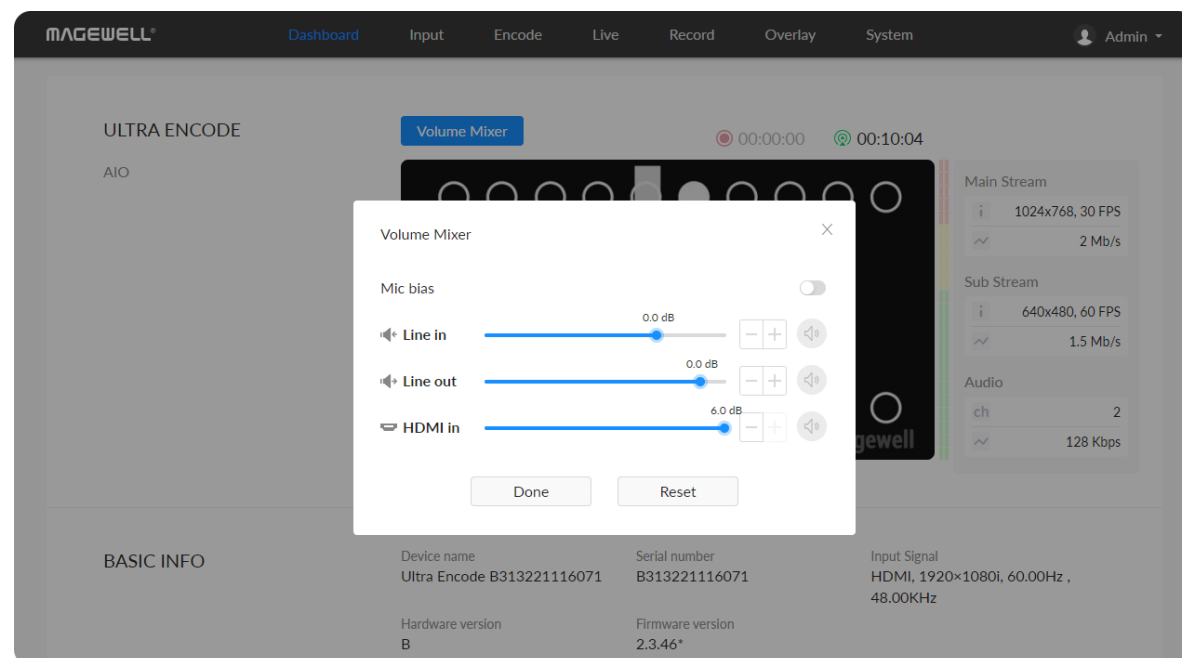 MAGEWELL®
Dashboard Input Encode Live Record Overlay System Admin
ULTRA ENCODE
AIO
Volume Mixer
00:00:00 00:10:04
Main Stream
i 1024x768, 30 FPS
2 Mb/s
Sub Stream
i 640x480, 60 FPS
1.5 Mb/s
Audio
ch 2
128 Kbps
gewell
Volume Mixer
Mic bias
0.0 dB
Line in
0.0 dB
Line out
6.0 dB
HDMI in
Done Reset
BASIC INFO
Device name
Ultra Encode B313221116071
Serial number
B313221116071
Input Signal
HDMI, 1920×1080i, 60.00Hz ,
48.00KHz
Hardware version
B
Firmware version
2.3.46*